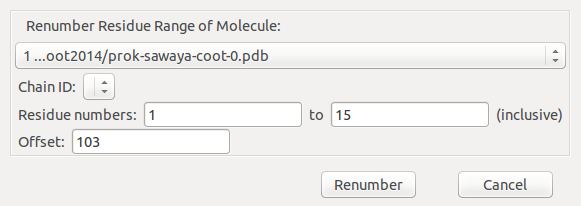 Renumber Residue Range of Molecule:
1 ...oot2014/prok-sawaya-coot-0.pdb
Chain ID:
Residue numbers: 1 to 15 (inclusive)
Offset: 103
Renumber Cancel